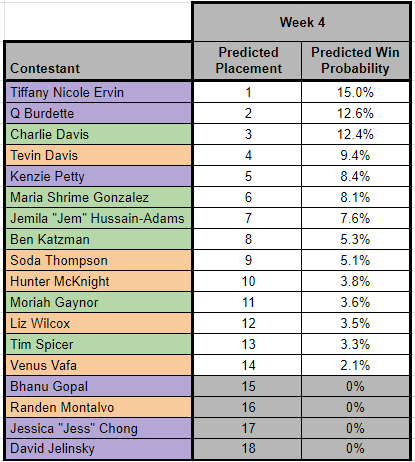 Week 4
Contestant Predicted Placement Predicted Win Probability
Tiffany Nicole Ervin 1 15.0%
Q Burdette 2 12.6%
Charlie Davis 3 12.4%
Tevin Davis 4 9.4%
Kenzie Petty 5 8.4%
Maria Shrime Gonzalez 6 8.1%
Jemila "Jem" Hussain-Adams 7 7.6%
Ben Katzman 8 5.3%
Soda Thompson 9 5.1%
Hunter McKnight 10 3.8%
Moriah Gaynor 11 3.6%
Liz Wilcox 12 3.5%
Tim Spicer 13 3.3%
Venus Vafa 14 2.1%
Bhanu Gopal 15 0%
Randen Montalvo 16 0%
Jessica "Jess" Chong 17 0%
David Jelinsky 18 0%